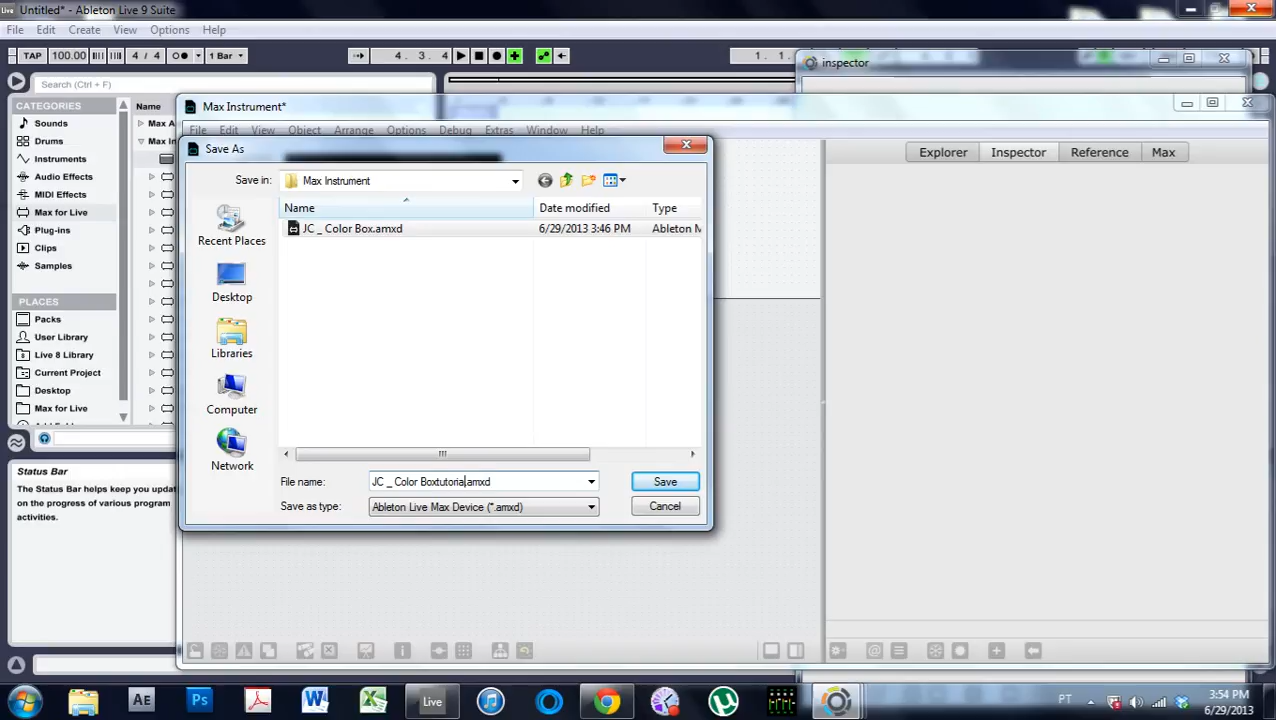 Live Untitled* - Ableton Live 9 Suite
File Edit Create View Options Help
TAP 100.00 4 / 4 1 Bar 4. 3. 4 1. 1.
Search (Ctrl + F)
inspector
CATEGORIES
Sounds
Drums
Instruments
Audio Effects
MIDI Effects
Max for Live
Plug-ins
Clips
Samples
PLACES
Packs
User Library
Live 8 Library
Current Project
Desktop
Max for Live
Name
Max A
Max In
Status Bar
The Status Bar helps keep you updat
on the progress of various program
activities.
Max Instrument*
File Edit View Object Arrange Options Debug Extras Window Help
Explorer Inspector Reference Max
Save As
Save in: Max Instrument
Name Date modified Type
JC _ Color Box.amxd 6/29/2013 3:46 PM Ableton M
Recent Places
Desktop
Libraries
Computer
Network
File name: JC _ Color Boxtutoria.amxd Save
Save as type: Ableton Live Max Device (*.amxd) Cancel
AE Ps Live PT 3:54 PM
6/29/2013